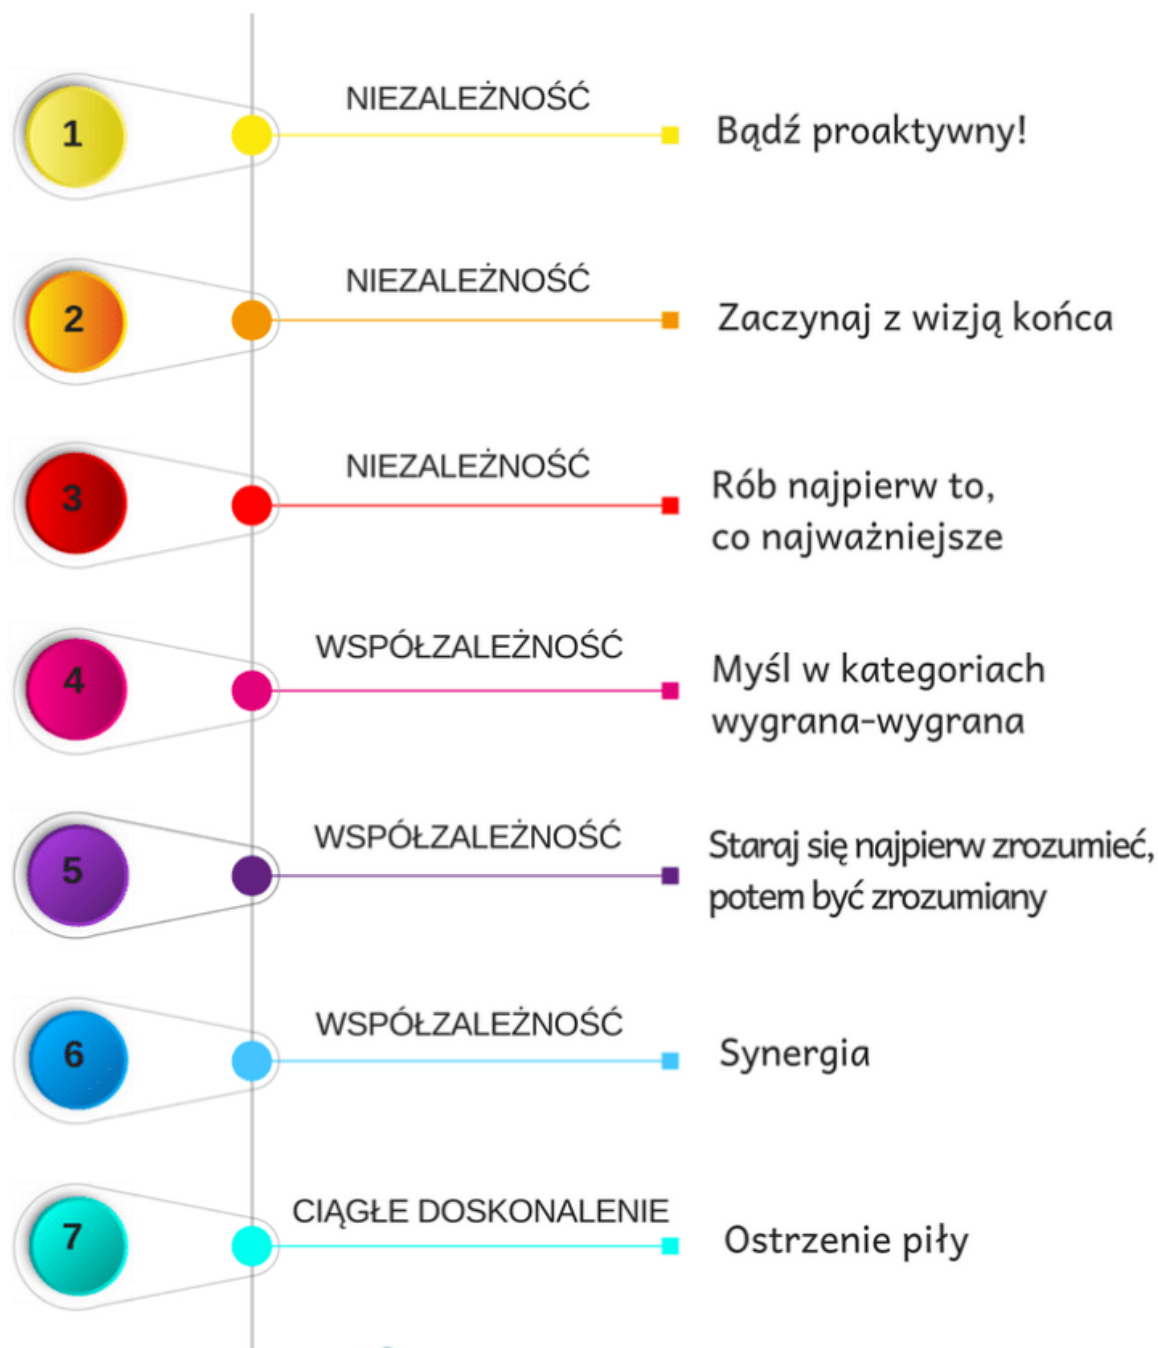 1
NIEZALEŻNOŚĆ
Bądź proaktywny!
2
NIEZALEŻNOŚĆ
Zaczynaj z wizją końca
3
NIEZALEŻNOŚĆ
Rób najpierw to,
co najważniejsze
4
WSPÓŁZALEŻNOŚĆ
Myśl w kategoriach
wygrana-wygrana
5
WSPÓŁZALEŻNOŚĆ
Staraj się najpierw zrozumieć,
potem być zrozumiany
6
WSPÓŁZALEŻNOŚĆ
Synergia
7
CIĄGŁE DOSKONALENIE
Ostrzenie piły